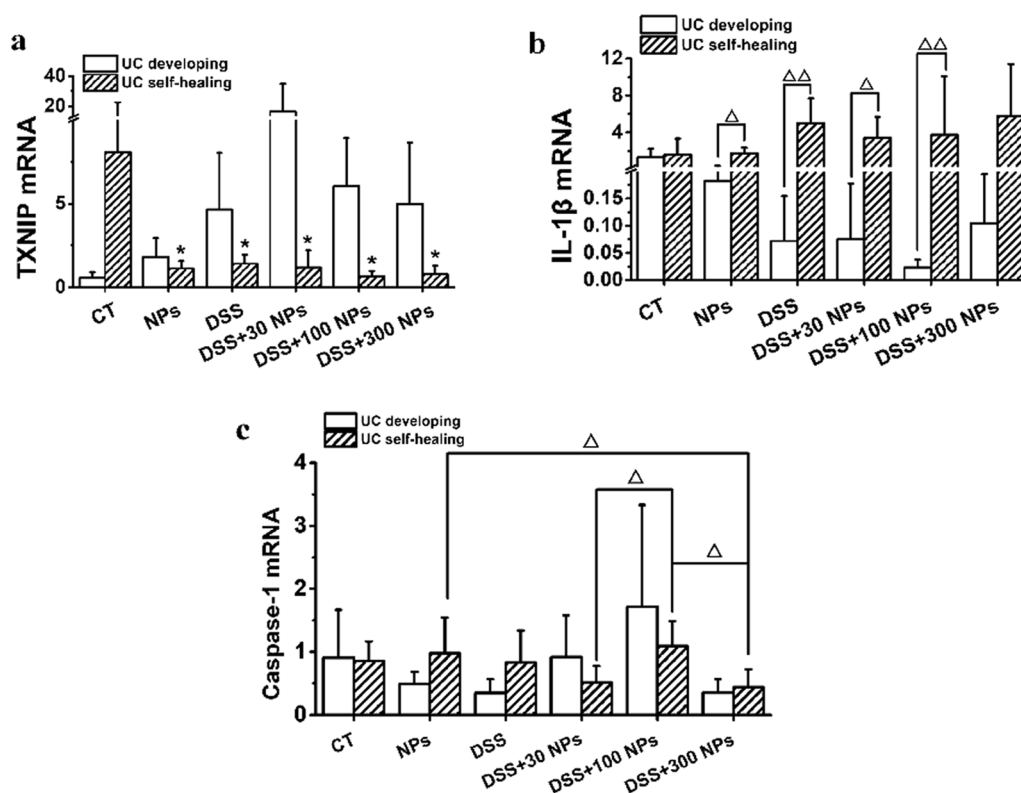 a
UC developing
UC self-healing
TXNIP mRNA
40
20
5
0
*
*
*
*
*
CT
NPs
DSS
DSS+30 NPs
DSS+100 NPs
DSS+300 NPs
b
UC developing
UC self-healing
IL-1β mRNA
12
8
4
0.15
0.10
0.05
0.00
△
△△
△
△△
CT
NPs
DSS
DSS+30 NPs
DSS+100 NPs
DSS+300 NPs
c
UC developing
UC self-healing
Caspase-1 mRNA
4
3
2
1
0
△
△
△
CT
NPs
DSS
DSS+30 NPs
DSS+100 NPs
DSS+300 NPs